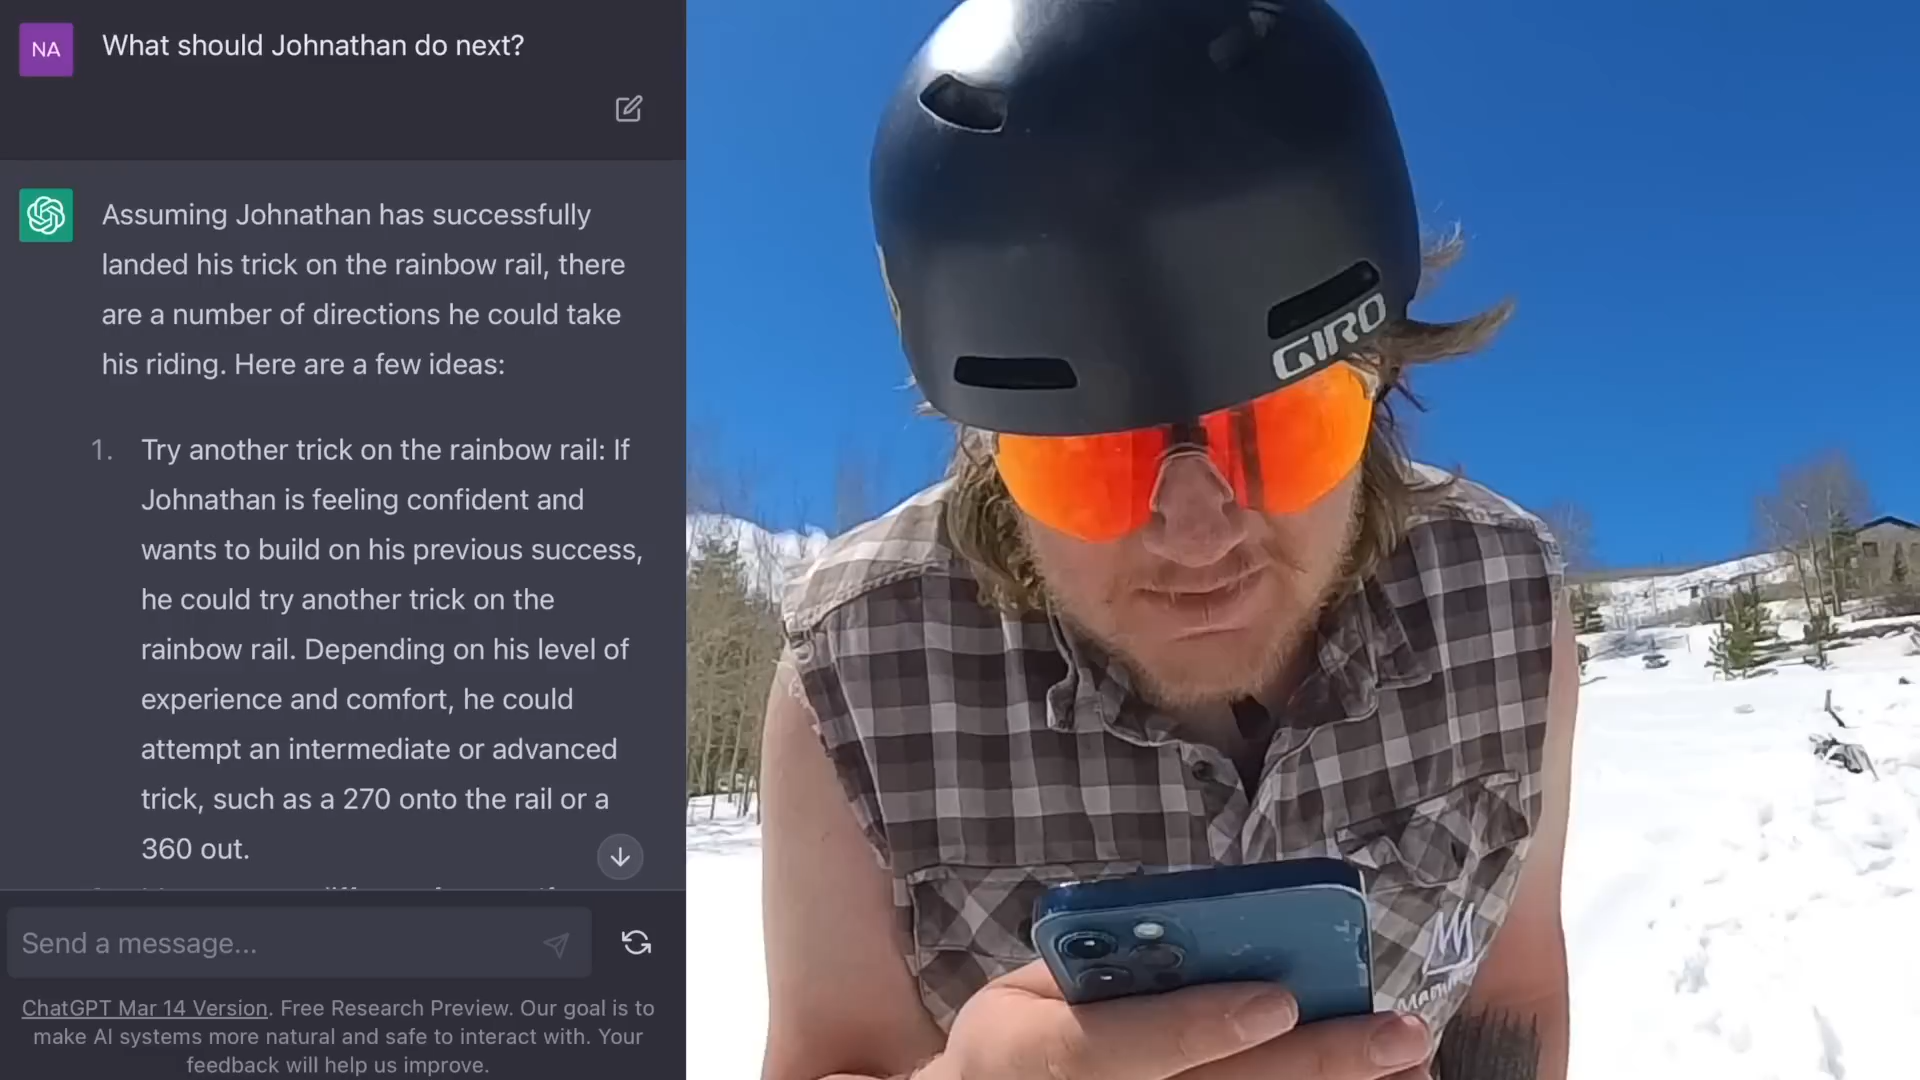 NA
What should Johnathan do next?
Assuming Johnathan has successfully
landed his trick on the rainbow rail, there
are a number of directions he could take
his riding. Here are a few ideas:
1. Try another trick on the rainbow rail: If
Johnathan is feeling confident and
wants to build on his previous success,
he could try another trick on the
rainbow rail. Depending on his level of
experience and comfort, he could
attempt an intermediate or advanced
trick, such as a 270 onto the rail or a
360 out.
Send a message...
ChatGPT Mar 14 Version. Free Research Preview. Our goal is to
make AI systems more natural and safe to interact with. Your
feedback will help us improve.
GIRO